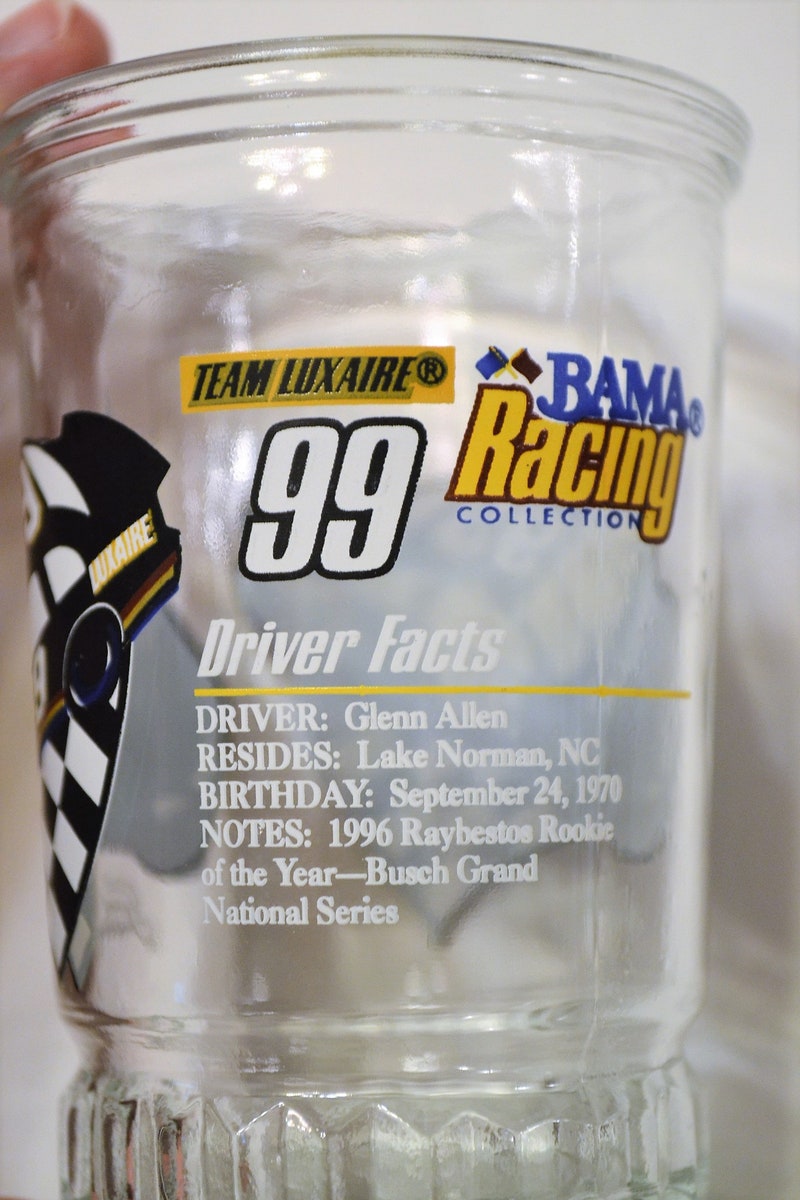 TEAM LUXAIRE®
99
BAMA®
Racing
COLLECTION
LUXAIRE
Driver Facts
DRIVER: Glenn Allen
RESIDES: Lake Norman, NC
BIRTHDAY: September 24, 1970
NOTES: 1996 Raybestos Rookie
of the Year—Busch Grand
National Series